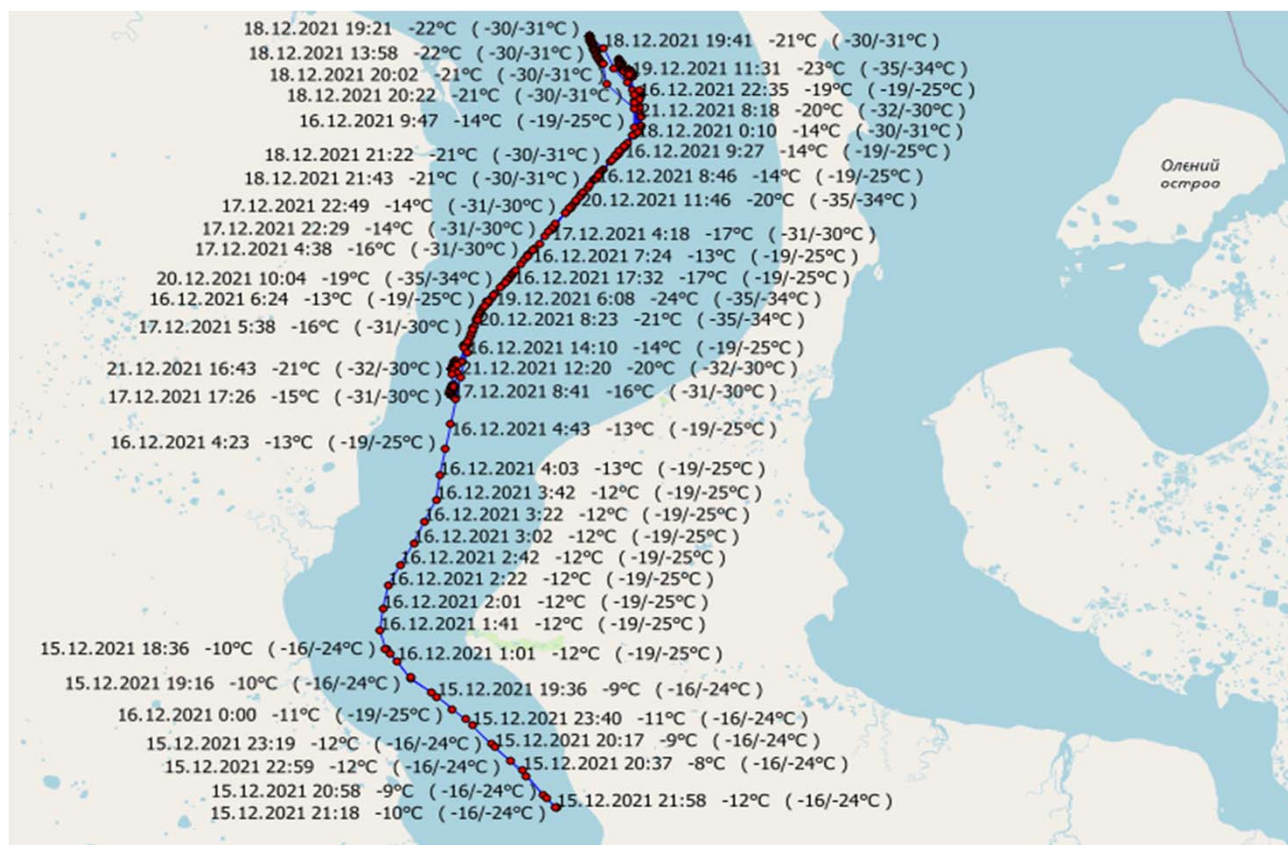 18.12.2021 19:21 -22°C ( -30/-31°C )
18.12.2021 19:41 -21°C ( -30/-31°C )
18.12.2021 13:58 -22°C ( -30/-31°C )
19.12.2021 11:31 -23°C ( -35/-34°C )
18.12.2021 20:02 -21°C ( -30/-31°C )
16.12.2021 22:35 -19°C ( -19/-25°C )
18.12.2021 20:22 -21°C ( -30/-31°C )
21.12.2021 8:18 -20°C ( -32/-30°C )
16.12.2021 9:47 -14°C ( -19/-25°C )
18.12.2021 0:10 -14°C ( -30/-31°C )
18.12.2021 21:22 -21°C ( -30/-31°C )
16.12.2021 9:27 -14°C ( -19/-25°C )
Олєний
остров
18.12.2021 21:43 -21°C ( -30/-31°C )
16.12.2021 8:46 -14°C ( -19/-25°C )
17.12.2021 22:49 -14°C ( -31/-30°C )
20.12.2021 11:46 -20°C ( -35/-34°C )
17.12.2021 22:29 -14°C ( -31/-30°C )
17.12.2021 4:18 -17°C ( -31/-30°C )
17.12.2021 4:38 -16°C ( -31/-30°C )
16.12.2021 7:24 -13°C ( -19/-25°C )
20.12.2021 10:04 -19°C ( -35/-34°C )
16.12.2021 17:32 -17°C ( -19/-25°C )
16.12.2021 6:24 -13°C ( -19/-25°C )
19.12.2021 6:08 -24°C ( -35/-34°C )
17.12.2021 5:38 -16°C ( -31/-30°C )
20.12.2021 8:23 -21°C ( -35/-34°C )
16.12.2021 14:10 -14°C ( -19/-25°C )
21.12.2021 16:43 -21°C ( -32/-30°C )
21.12.2021 12:20 -20°C ( -32/-30°C )
17.12.2021 17:26 -15°C ( -31/-30°C )
17.12.2021 8:41 -16°C ( -31/-30°C )
16.12.2021 4:43 -13°C ( -19/-25°C )
16.12.2021 4:23 -13°C ( -19/-25°C )
16.12.2021 4:03 -13°C ( -19/-25°C )
16.12.2021 3:42 -12°C ( -19/-25°C )
16.12.2021 3:22 -12°C ( -19/-25°C )
16.12.2021 3:02 -12°C ( -19/-25°C )
16.12.2021 2:42 -12°C ( -19/-25°C )
16.12.2021 2:22 -12°C ( -19/-25°C )
16.12.2021 2:01 -12°C ( -19/-25°C )
16.12.2021 1:41 -12°C ( -19/-25°C )
15.12.2021 18:36 -10°C ( -16/-24°C )
16.12.2021 1:01 -12°C ( -19/-25°C )
15.12.2021 19:16 -10°C ( -16/-24°C )
15.12.2021 19:36 -9°C ( -16/-24°C )
16.12.2021 0:00 -11°C ( -19/-25°C )
15.12.2021 23:40 -11°C ( -16/-24°C )
15.12.2021 23:19 -12°C ( -16/-24°C )
15.12.2021 20:17 -9°C ( -16/-24°C )
15.12.2021 22:59 -12°C ( -16/-24°C )
15.12.2021 20:37 -8°C ( -16/-24°C )
15.12.2021 20:58 -9°C ( -16/-24°C )
15.12.2021 21:58 -12°C ( -16/-24°C )
15.12.2021 21:18 -10°C ( -16/-24°C )